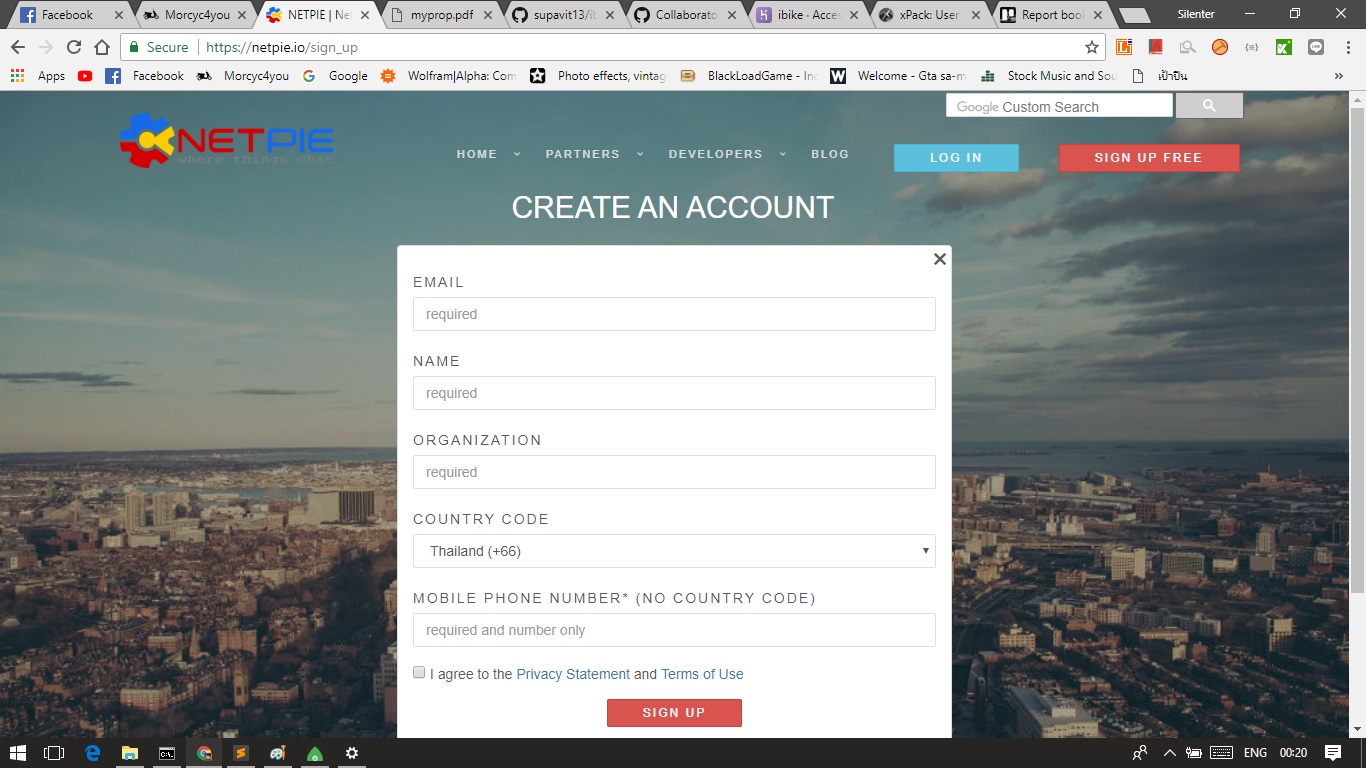 Facebook
Morcyc4you
NETPIE | Ne
myprop.pdf
supavit13/ib
Collaborato
ibike · Acces
xPack: User
Report boo
Silenter
Secure
https://netpie.io/sign_up
Apps
Facebook
Morcyc4you
Google
Wolfram|Alpha: Com
Photo effects, vintag
BlackLoadGame - Inc
Welcome - Gta sa-m
Stock Music and Sou
เป้าปืน
Google Custom Search
NETPIE
where things chat
HOME
PARTNERS
DEVELOPERS
BLOG
LOG IN
SIGN UP FREE
CREATE AN ACCOUNT
EMAIL
required
NAME
required
ORGANIZATION
required
COUNTRY CODE
Thailand (+66)
MOBILE PHONE NUMBER* (NO COUNTRY CODE)
required and number only
I agree to the Privacy Statement and Terms of Use
SIGN UP
ENG
00:20